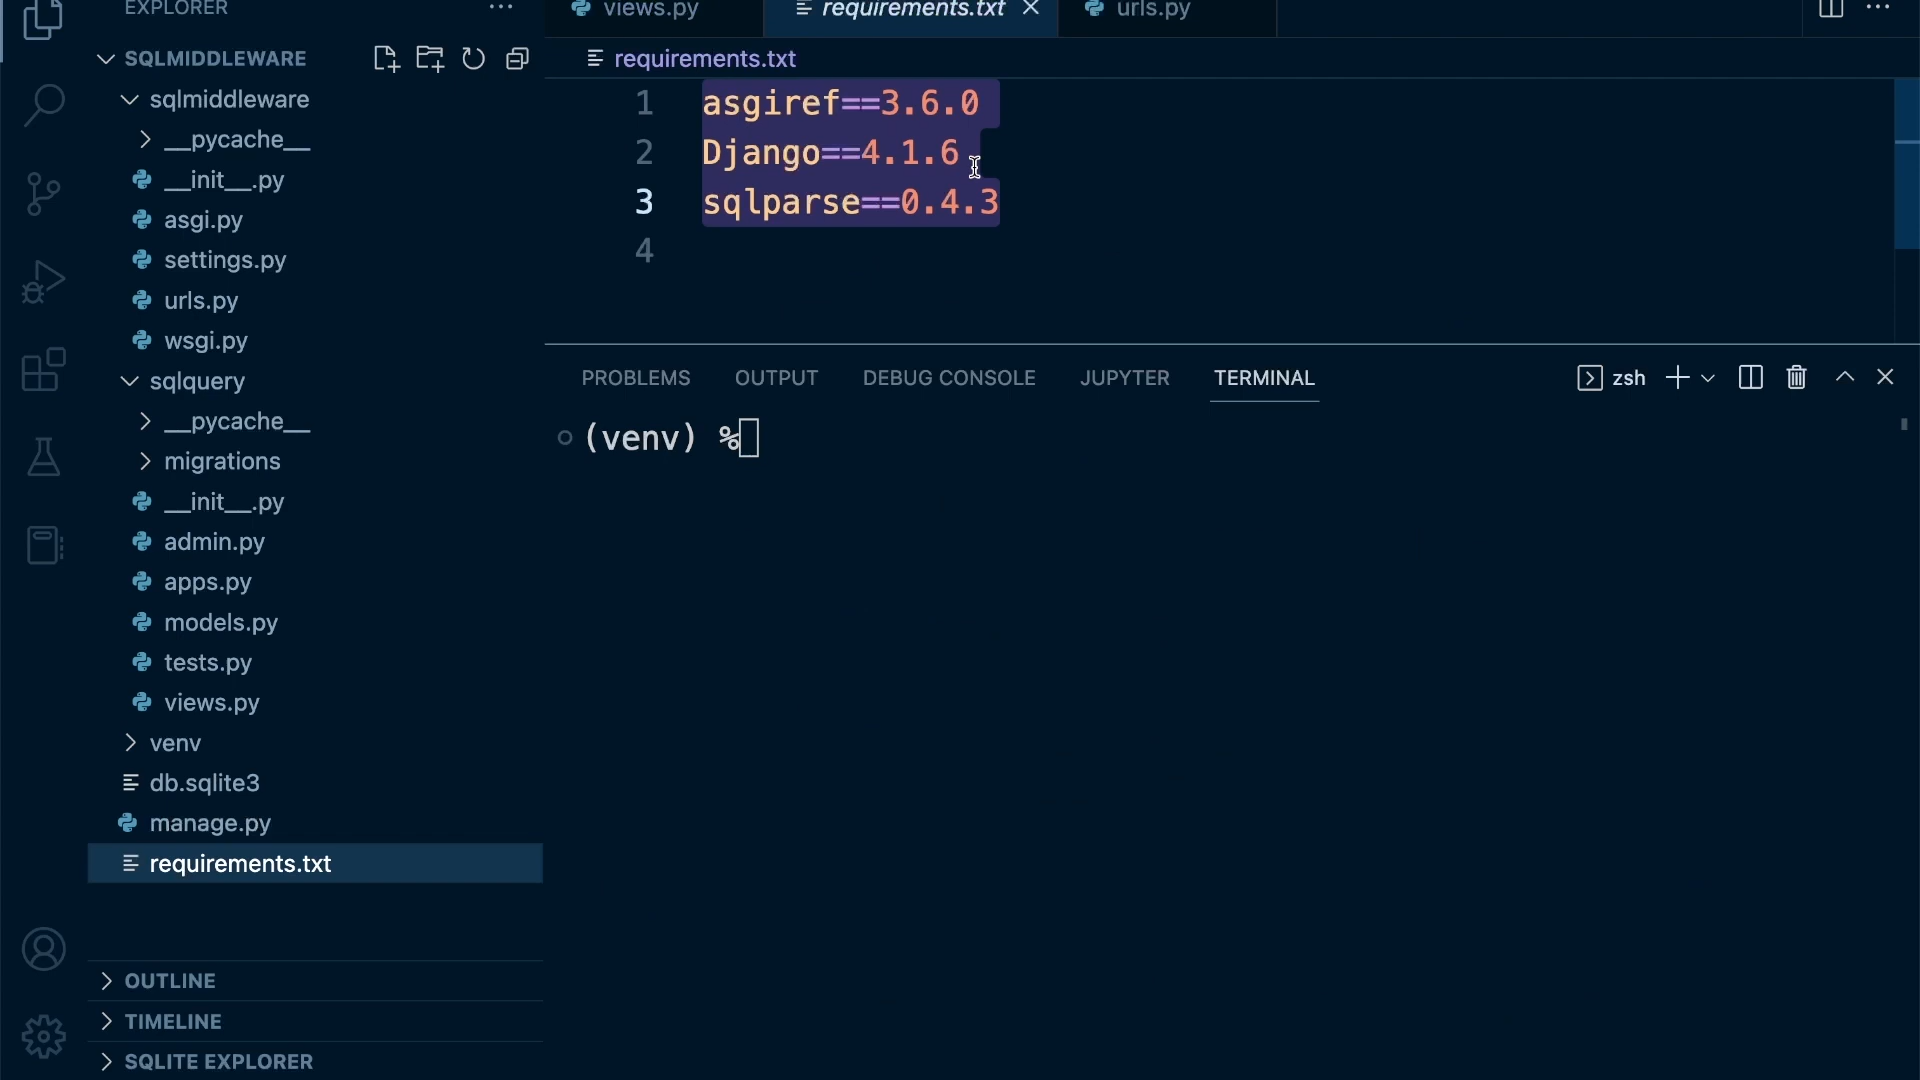 EXPLORER
SQLMIDDLEWARE
sqlmiddleware
__pycache__
__init__.py
asgi.py
settings.py
urls.py
wsgi.py
sqlquery
__pycache__
migrations
__init__.py
admin.py
apps.py
models.py
tests.py
views.py
venv
db.sqlite3
manage.py
requirements.txt
OUTLINE
TIMELINE
SQLITE EXPLORER
views.py requirements.txt urls.py
requirements.txt
1 asgiref==3.6.0
2 Django==4.1.6
3 sqlparse==0.4.3
4
PROBLEMS OUTPUT DEBUG CONSOLE JUPYTER TERMINAL zsh
(venv) %